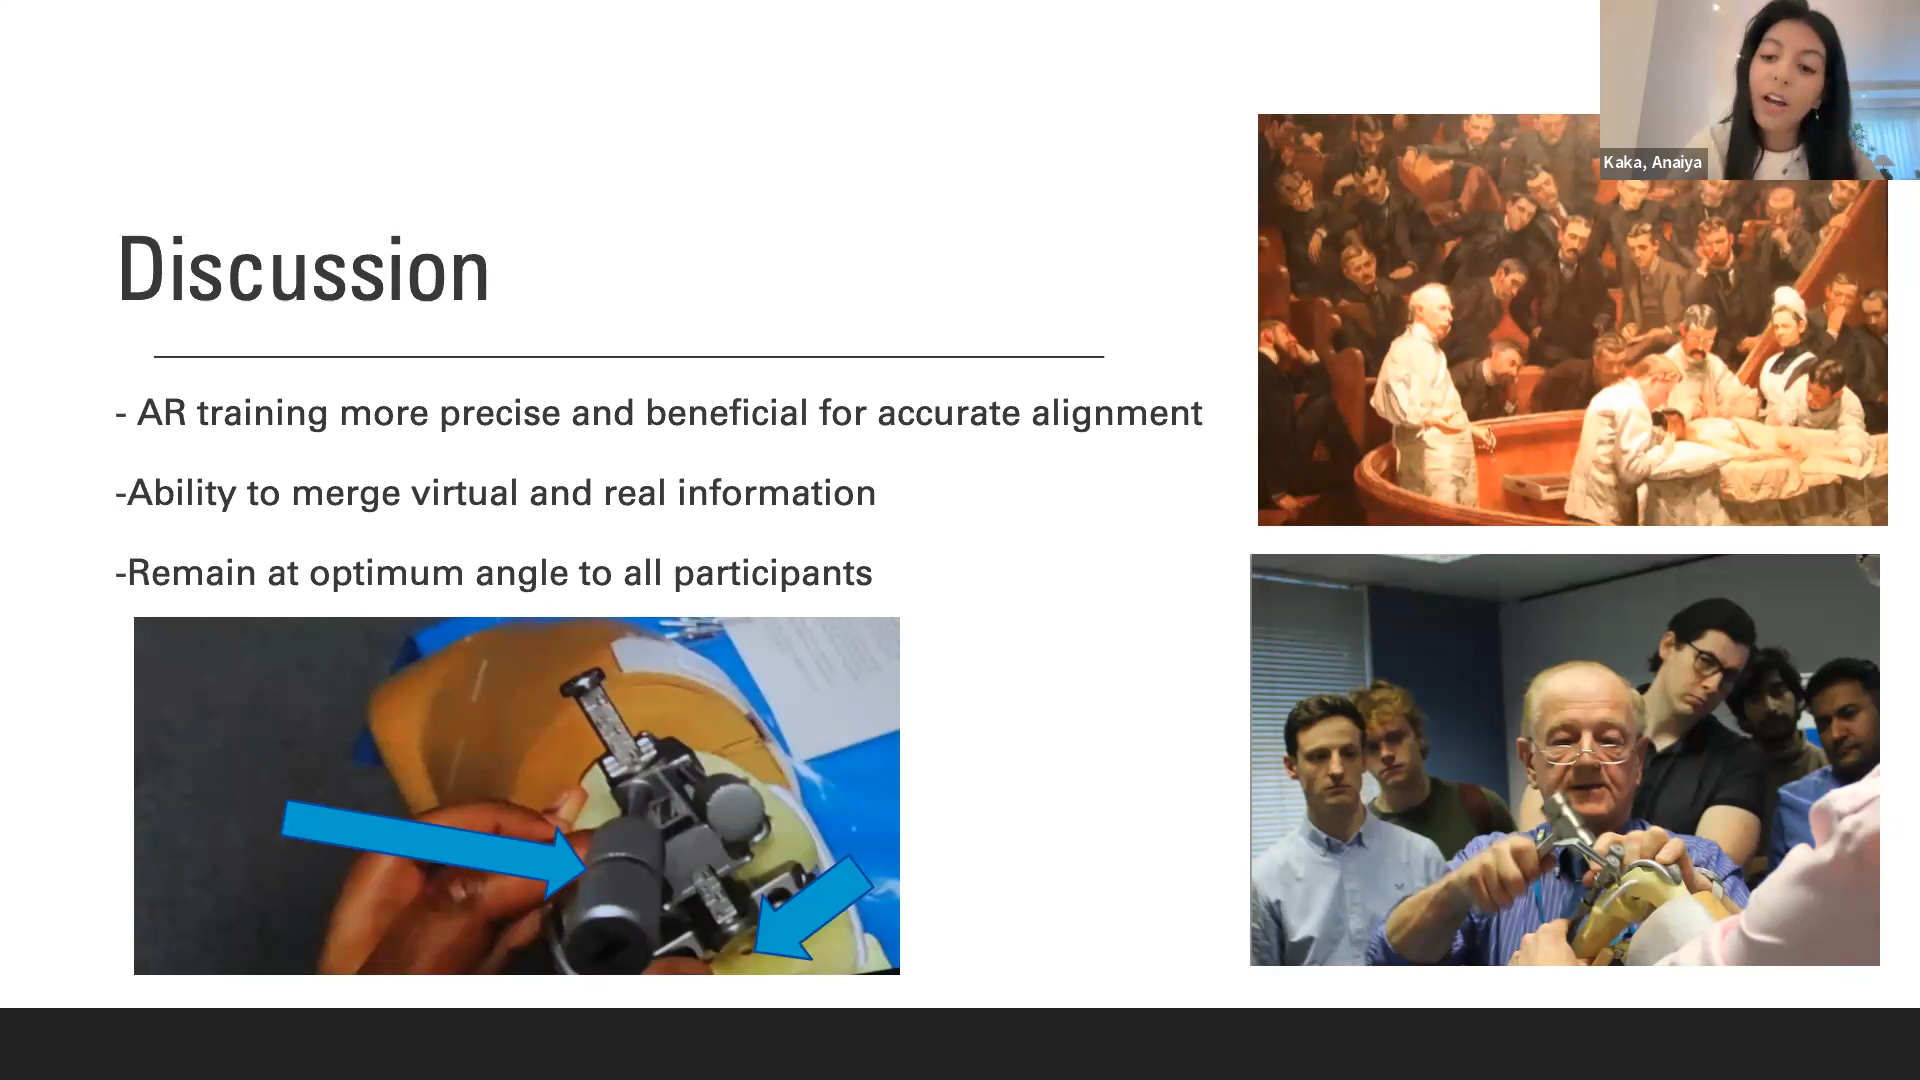 Kaka, Anaiya
Discussion
- AR training more precise and beneficial for accurate alignment
-Ability to merge virtual and real information
-Remain at optimum angle to all participants